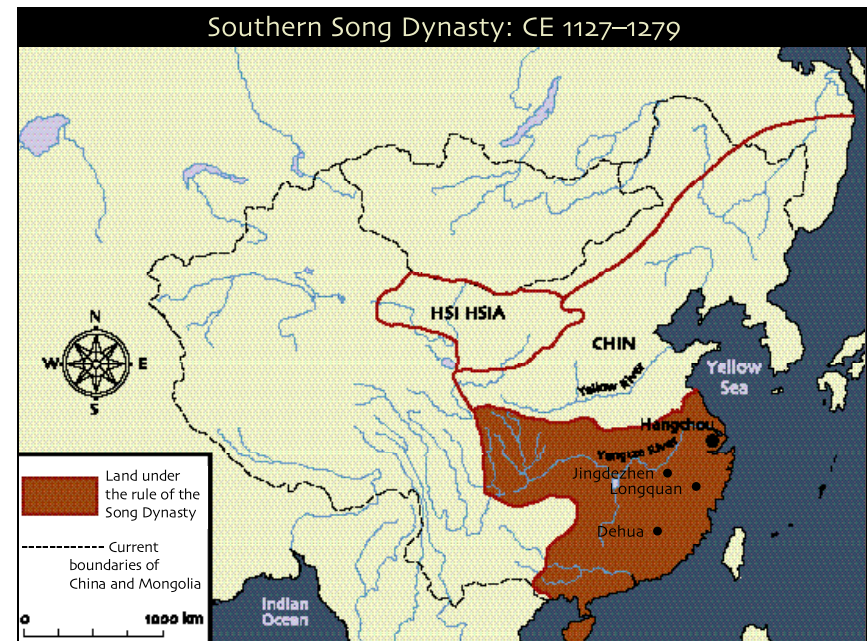 Southern Song Dynasty: CE 1127–1279
HSI HSIA
CHIN
Yellow River
Yellow
Sea
Hangchou
Yangtze River
Jingdezhen
Longquan
Dehua
N
W
E
S
Land under
the rule of the
Song Dynasty
Current
boundaries of
China and Mongolia
0
1000 km
Indian
Ocean